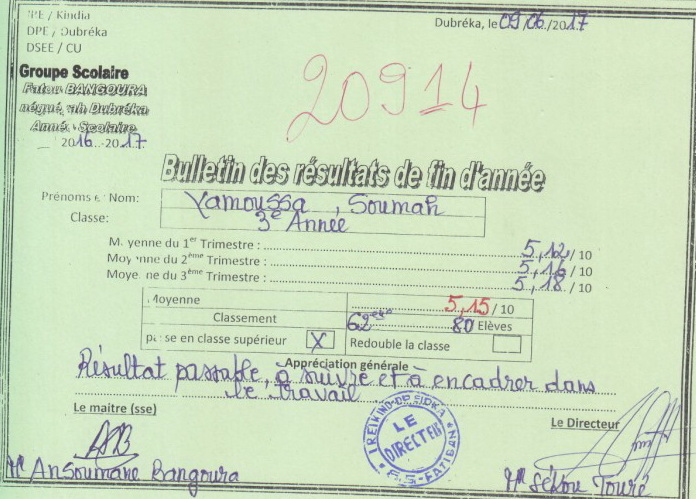 IRE / Kindia
DPE / Dubréka
DSEE / CU
Dubréka, le 09/06/2017
Groupe Scolaire
Fatou BANGOURA
Dubréka
Année Scolaire
2016-2017
20914
Bulletin des résultats de fin d'année
Prénoms et Nom: Yamoussa, Soumah
Classe: 3e Année
Moyenne du 1er Trimestre : 5,12 / 10
Moyenne du 2ème Trimestre : 5,16 / 10
Moyenne du 3ème Trimestre : 5,18 / 10
Moyenne 5,15 / 10
Classement 62ème 80 Elèves
passe en classe supérieur X Redouble la classe
Appréciation générale
Résultat passable, à suivre et à encadrer dans
le travail
Le maitre (sse)
Le Directeur
LE
DIRECTEUR
Mr Ansoumane Bangoura
Mr Sékou Touré